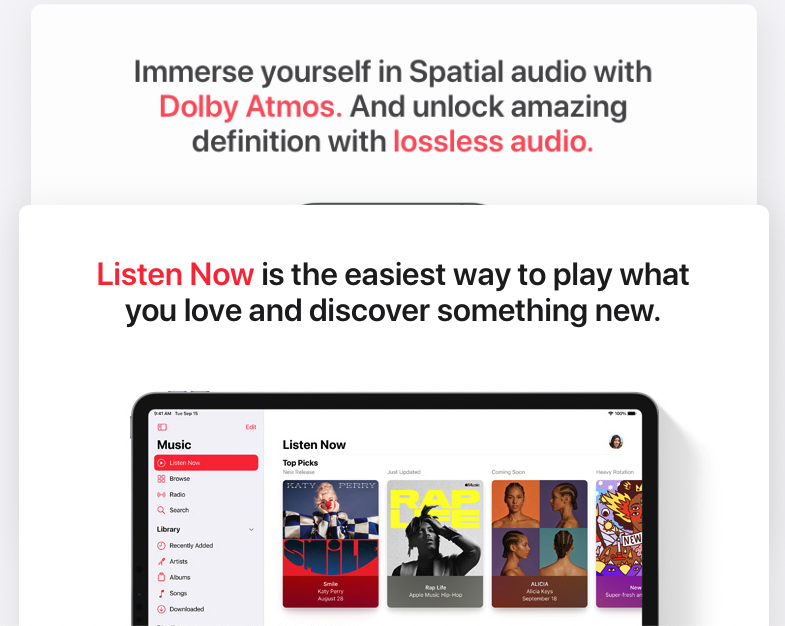 Immerse yourself in Spatial audio with
Dolby Atmos. And unlock amazing
definition with lossless audio.
Listen Now is the easiest way to play what
you love and discover something new.
9:41 AM Tue Sep 15
100%
Edit
Music
Listen Now
Browse
Radio
Search
Library
Recently Added
Artists
Albums
Songs
Downloaded
Listen Now
Top Picks
New Release
KATY PERRY
SMILE
Smile
Katy Perry
August 28
Just Updated
Music
RAP
LIFE
Rap Life
Apple Music Hip-Hop
Coming Soon
ALICIA
Alicia Keys
September 18
Heavy Rotation
NEW
New
Super-fresh